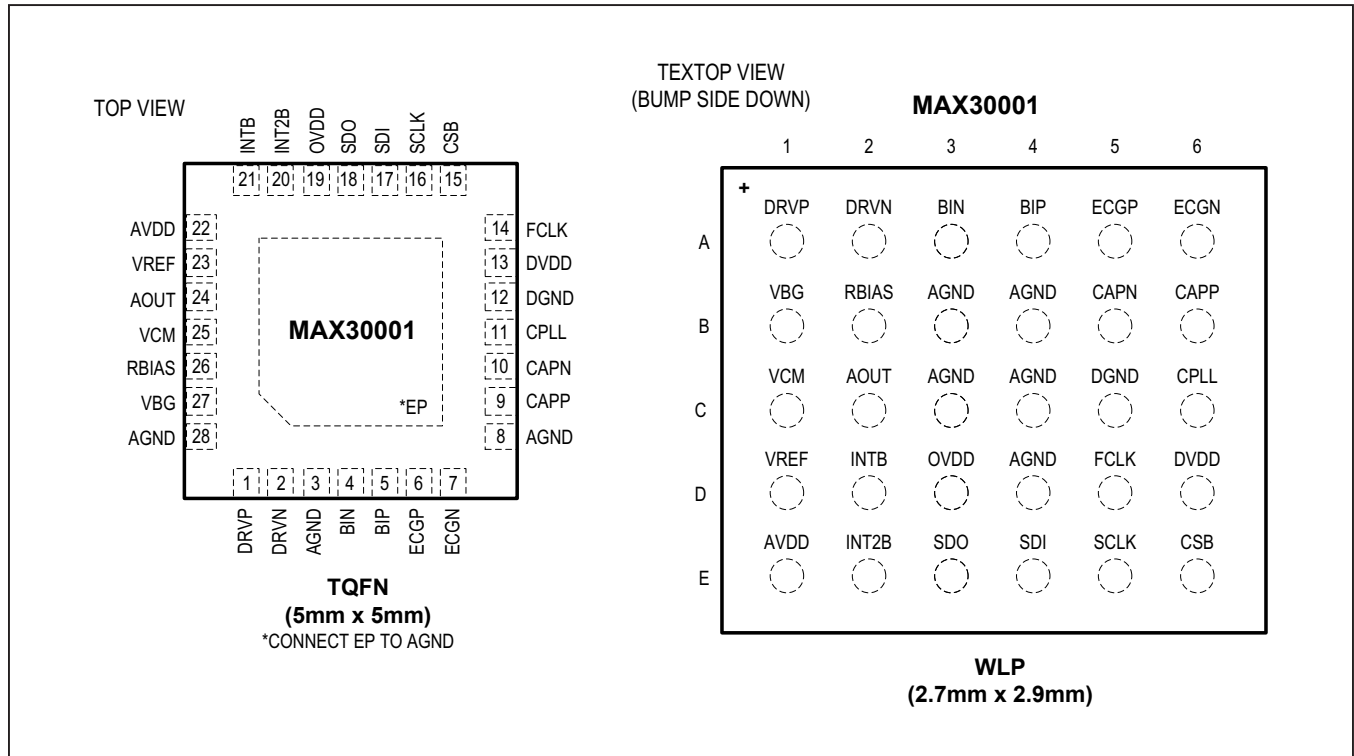 TOP VIEW
INTB
INT2B
OVDD
SDO
SDI
SCLK
CSB
21 20 19 18 17 16 15
AVDD 22
VREF 23
AOUT 24
VCM 25
RBIAS 26
VBG 27
AGND 28
14 FCLK
13 DVDD
12 DGND
11 CPLL
10 CAPN
9 CAPP
8 AGND
MAX30001
*EP
1 2 3 4 5 6 7
DRVP
DRVN
AGND
BIN
BIP
ECGP
ECGN
TQFN
(5mm x 5mm)
*CONNECT EP TO AGND
TEXTOP VIEW
(BUMP SIDE DOWN)
MAX30001
1 2 3 4 5 6
+
DRVP DRVN BIN BIP ECGP ECGN
A
VBG RBIAS AGND AGND CAPN CAPP
B
VCM AOUT AGND AGND DGND CPLL
C
VREF INTB OVDD AGND FCLK DVDD
D
AVDD INT2B SDO SDI SCLK CSB
E
WLP
(2.7mm x 2.9mm)